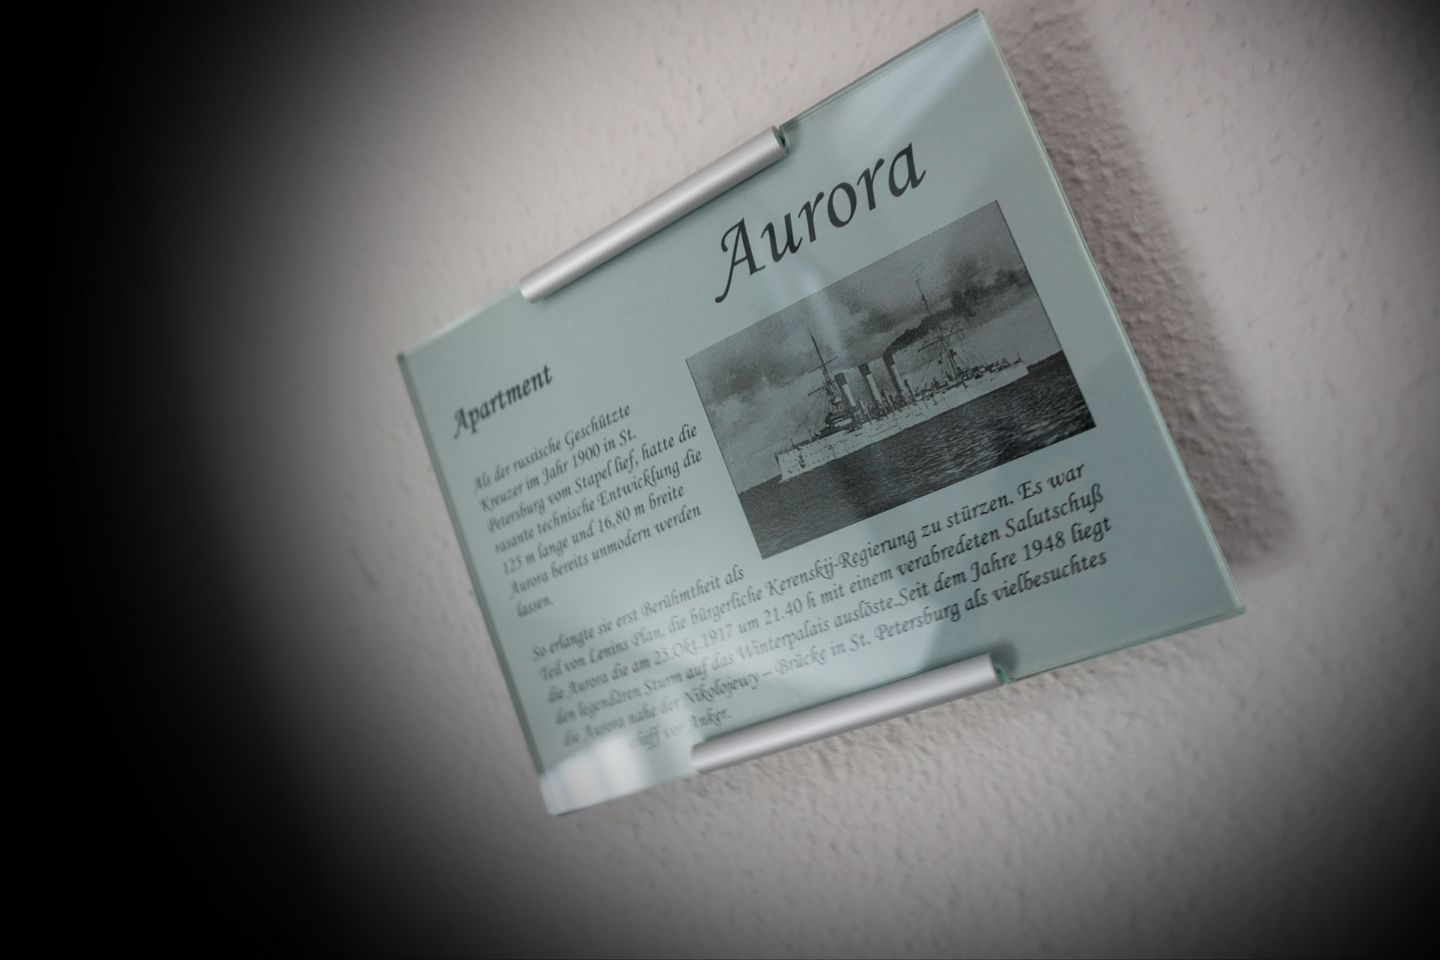 Aurora
Apartment
Als der russische Geschützte
Kreuzer im Jahr 1900 in St.
Petersburg vom Stapel lief, hatte die
rasante technische Entwicklung die
125 m lange und 16,80 m breite
Aurora bereits unmodern werden
lassen.
So erlangte sie erst Berühmtheit als
Teil von Lenins Plan, die bürgerliche Kerenskij-Regierung zu stürzen. Es war
die Aurora die am 25.Okt.1917 um 21.40 h mit einem verabredeten Salutschuß
den legendären Sturm auf das Winterpalais auslöste.Seit dem Jahre 1948 liegt
die Aurora nahe der Nikolojewy – Brücke in St. Petersburg als vielbesuchtes
schiff vor Anker.